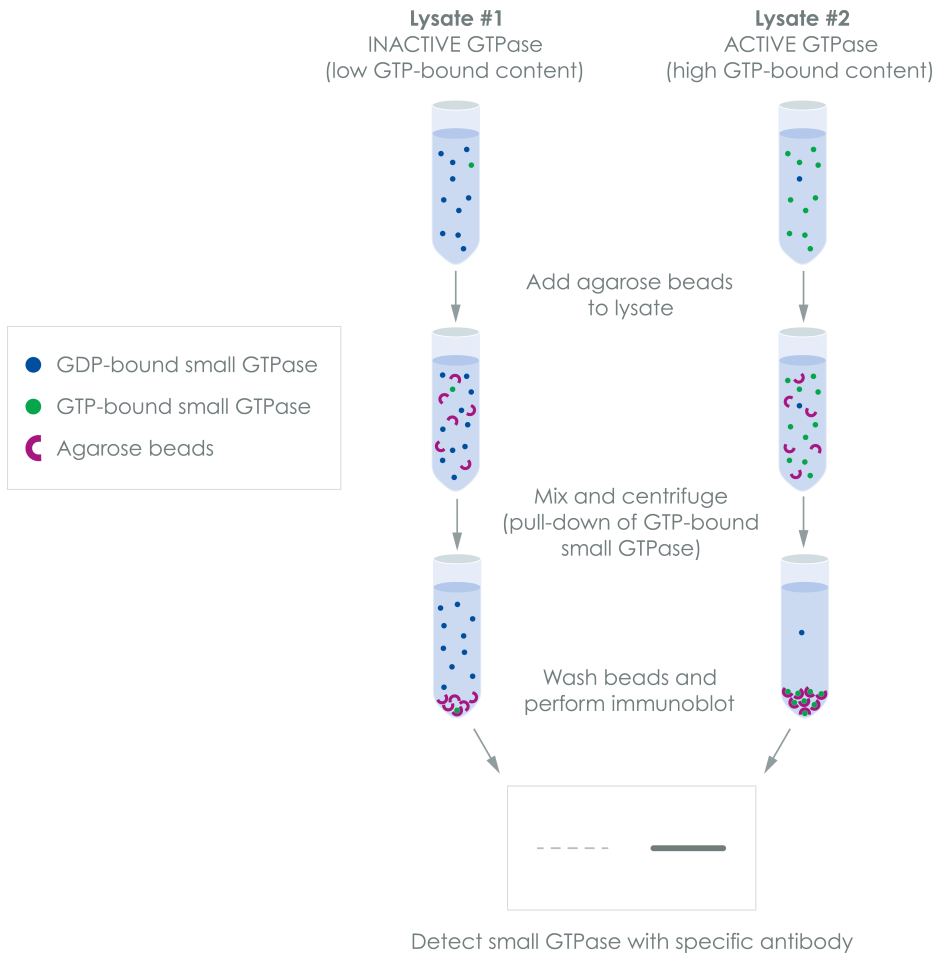 Lysate #1
INACTIVE GTPase
(low GTP-bound content)
Lysate #2
ACTIVE GTPase
(high GTP-bound content)
Add agarose beads
to lysate
GDP-bound small GTPase
GTP-bound small GTPase
Agarose beads
Mix and centrifuge
(pull-down of GTP-bound
small GTPase)
Wash beads and
perform immunoblot
Detect small GTPase with specific antibody